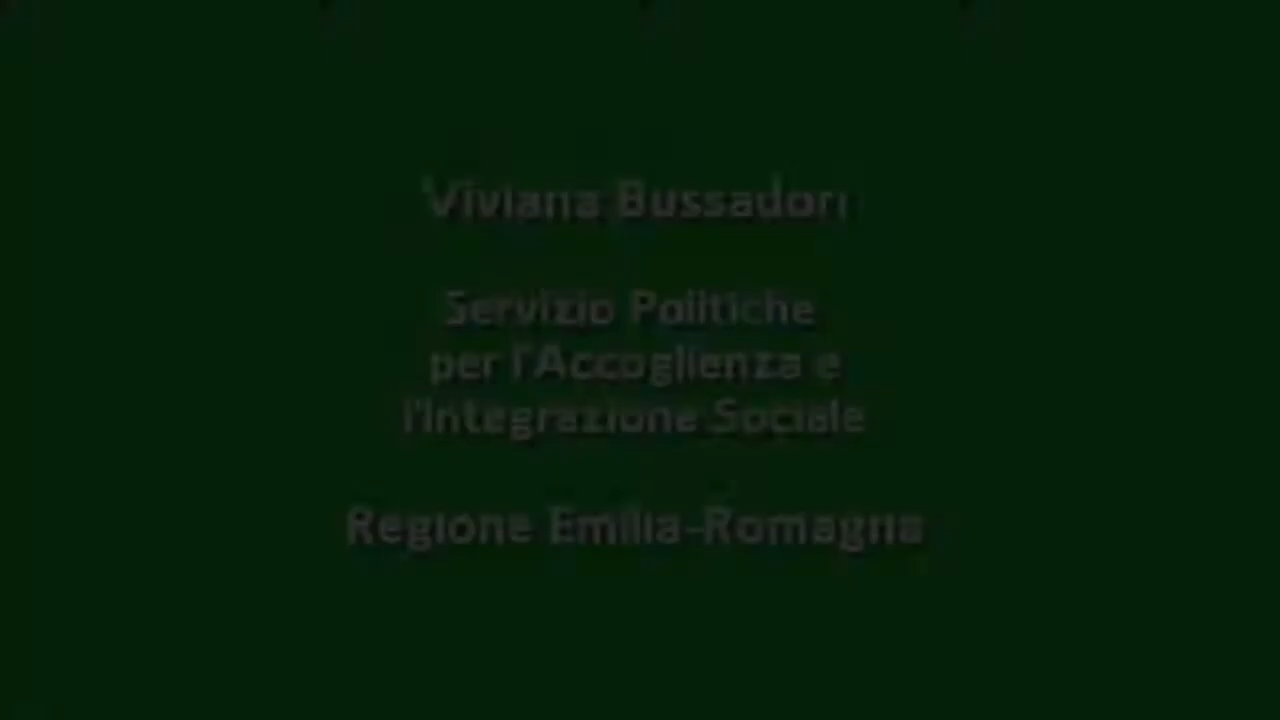 Viviana Bussadori
Servizio Politiche
per l'Accoglienza e
l'Integrazione Sociale
Regione Emilia-Romagna